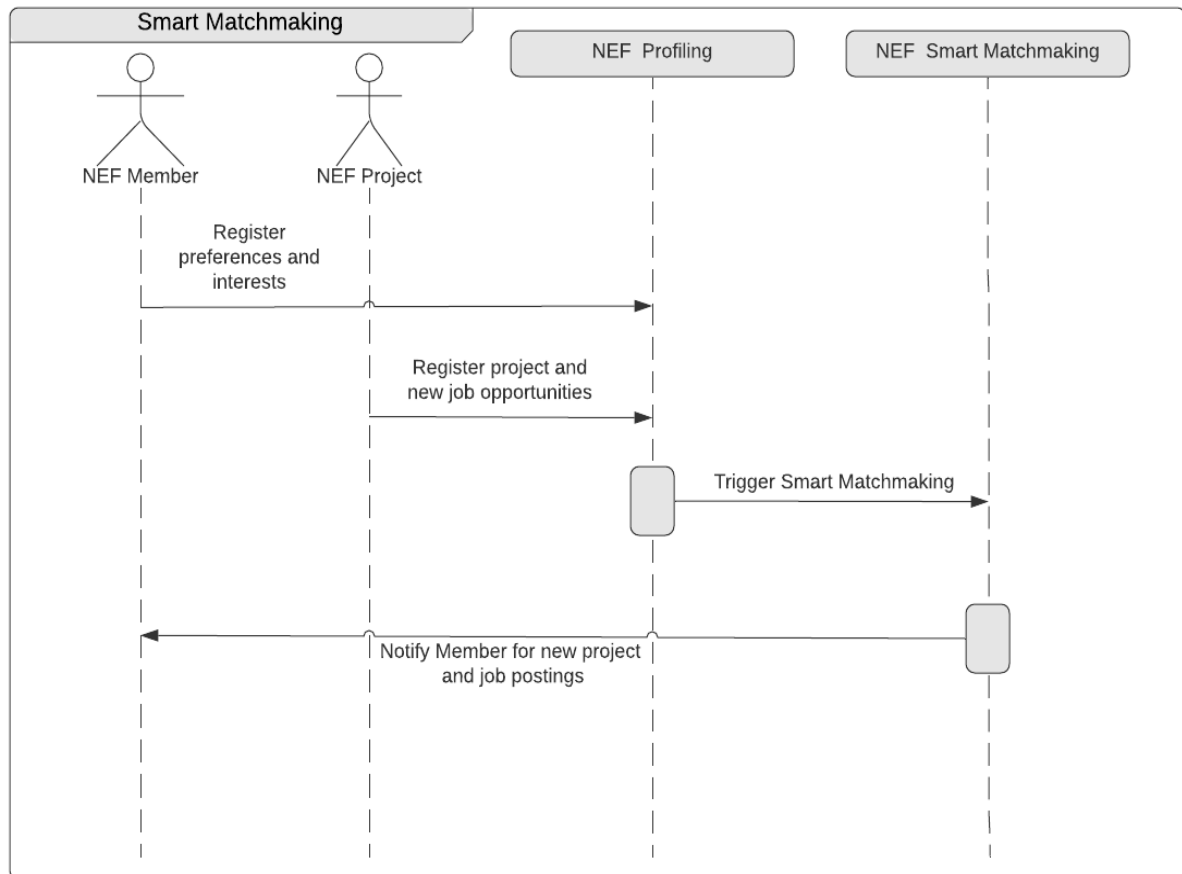 Smart Matchmaking
NEF Profiling
NEF Smart Matchmaking
NEF Member
NEF Project
Register
preferences and
interests
Register project and
new job opportunities
Trigger Smart Matchmaking
Notify Member for new project
and job postings